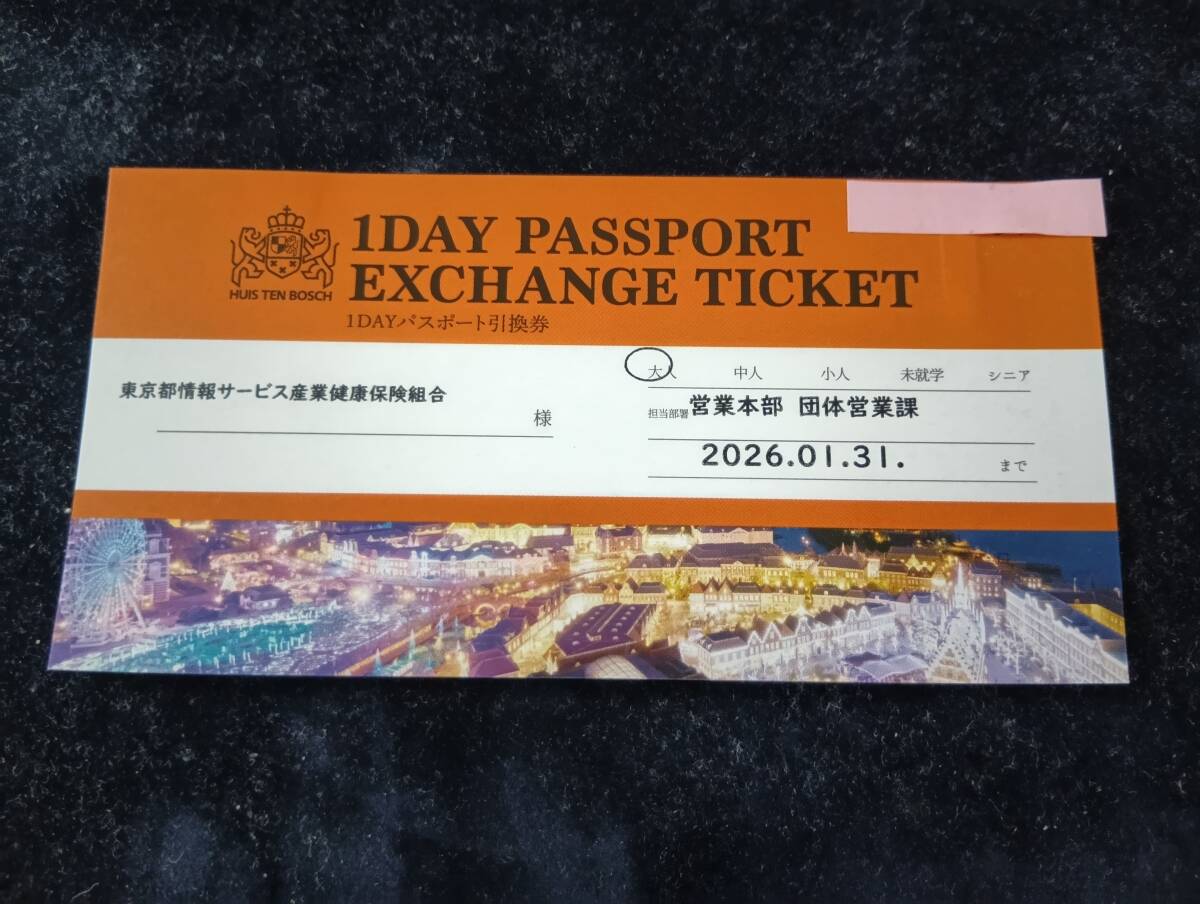 1DAY PASSPORT
EXCHANGE TICKET
HUIS TEN BOSCH
1DAYパスポート引換券
東京都情報サービス産業健康保険組合
様
大人 中人 小人 未就学 シニア
担当部署 営業本部 団体営業課
2026.01.31. まで